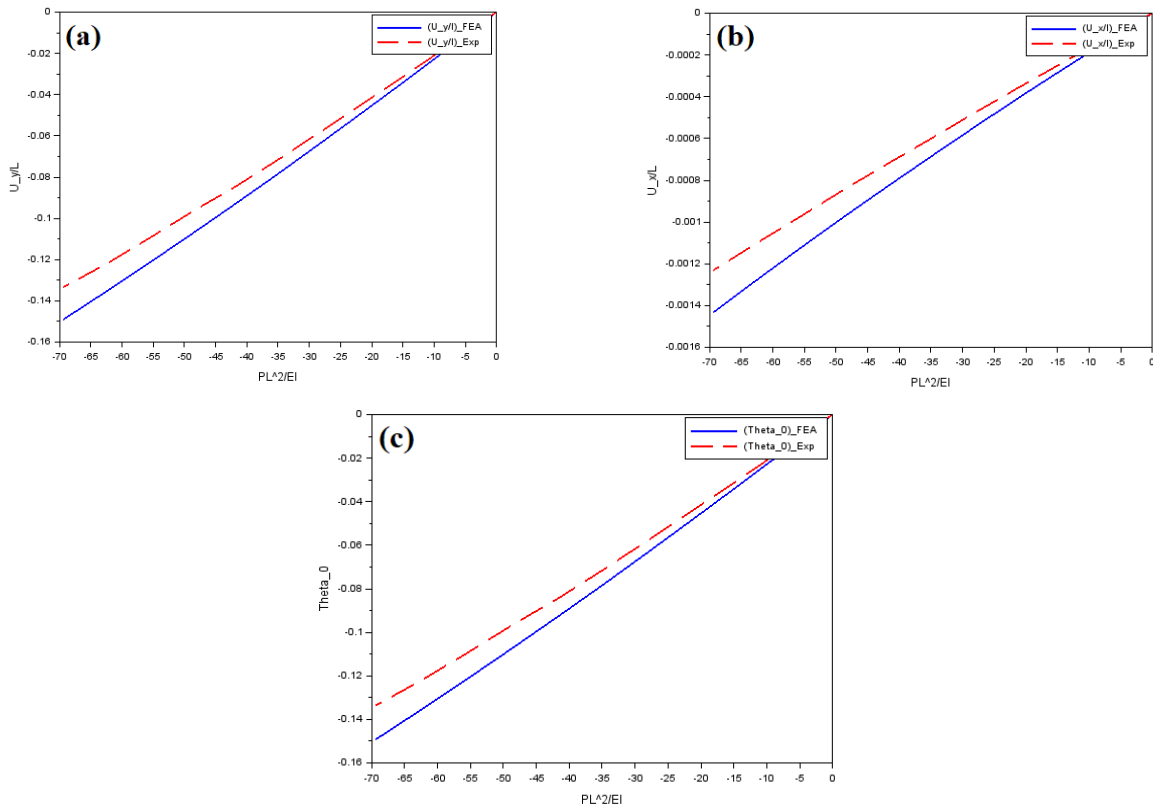 (a)
(U_y/l)_FEA
(U_y/l)_Exp
0
-0.02
-0.04
-0.06
-0.08
-0.1
-0.12
-0.14
-0.16
U_y/L
-70 -65 -60 -55 -50 -45 -40 -35 -30 -25 -20 -15 -10 -5 0
PL^2/EI
(b)
(U_x/l)_FEA
(U_x/l)_Exp
0
-0.0002
-0.0004
-0.0006
-0.0008
-0.001
-0.0012
-0.0014
-0.0016
U_x/L
-70 -65 -60 -55 -50 -45 -40 -35 -30 -25 -20 -15 -10 -5 0
PL^2/EI
(c)
(Theta_0)_FEA
(Theta_0)_Exp
0
-0.02
-0.04
-0.06
-0.08
-0.1
-0.12
-0.14
-0.16
Theta_0
-70 -65 -60 -55 -50 -45 -40 -35 -30 -25 -20 -15 -10 -5 0
PL^2/EI